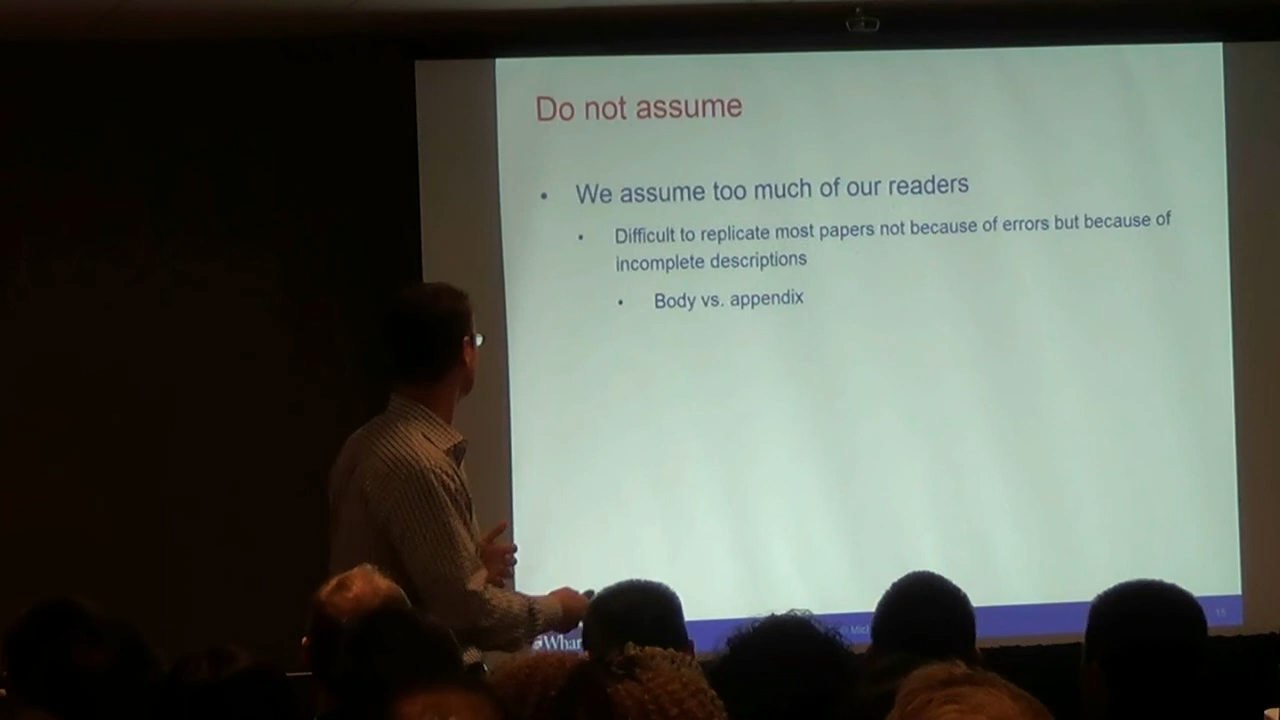 Do not assume
• We assume too much of our readers
• Difficult to replicate most papers not because of errors but because of
incomplete descriptions
• Body vs. appendix